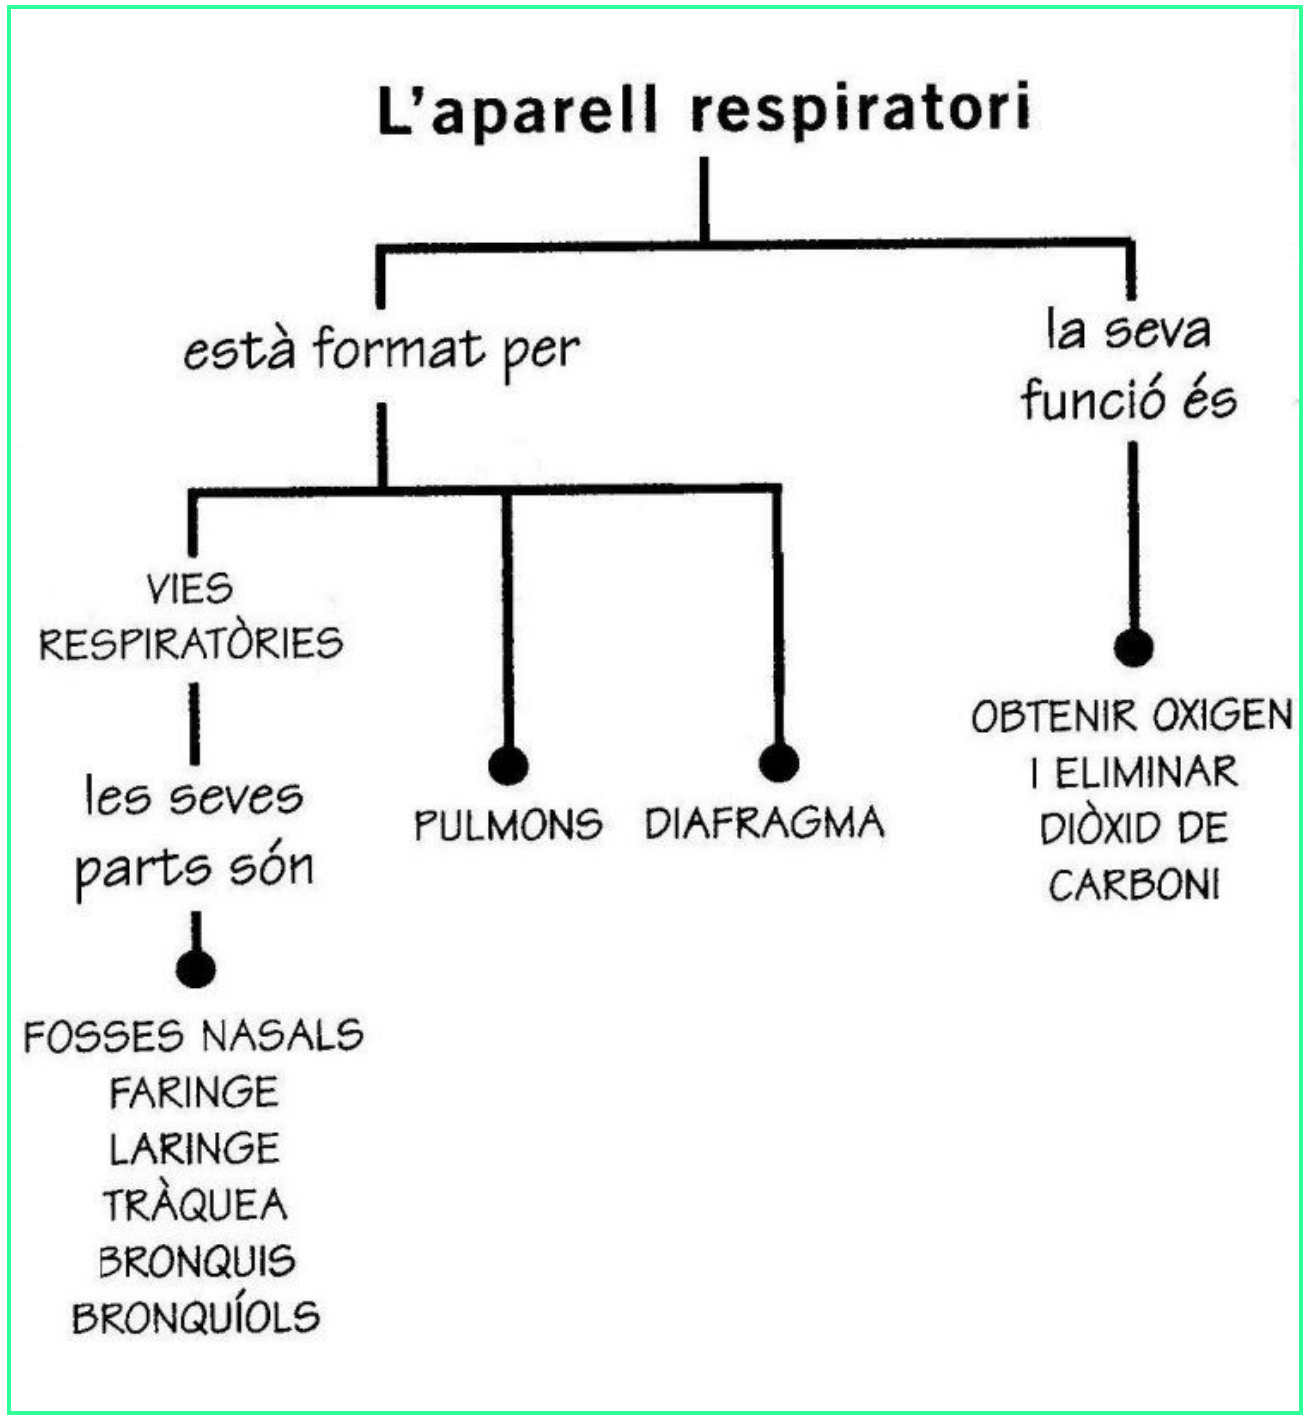 L'aparell respiratori
està format per
la seva
funció és
VIES
RESPIRATÒRIES
les seves
parts són
PULMONS
DIAFRAGMA
OBTENIR OXIGEN
I ELIMINAR
DIÒXID DE
CARBONI
FOSSES NASALS
FARINGE
LARINGE
TRÀQUEA
BRONQUIS
BRONQUÍOLS